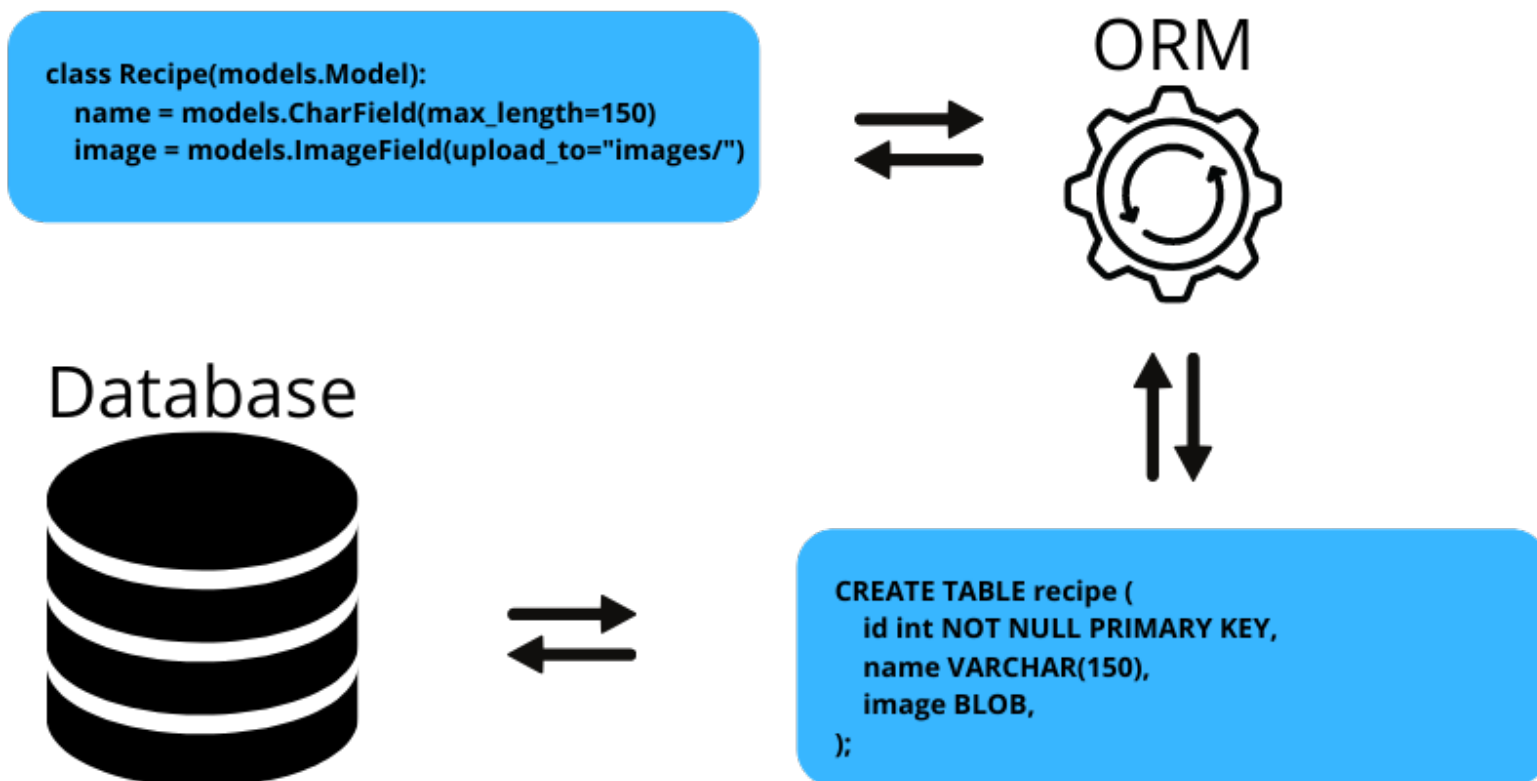 class Recipe(models.Model):
    name = models.CharField(max_length=150)
    image = models.ImageField(upload_to="images/")
ORM
Database
CREATE TABLE recipe (
    id int NOT NULL PRIMARY KEY,
    name VARCHAR(150),
    image BLOB,
);